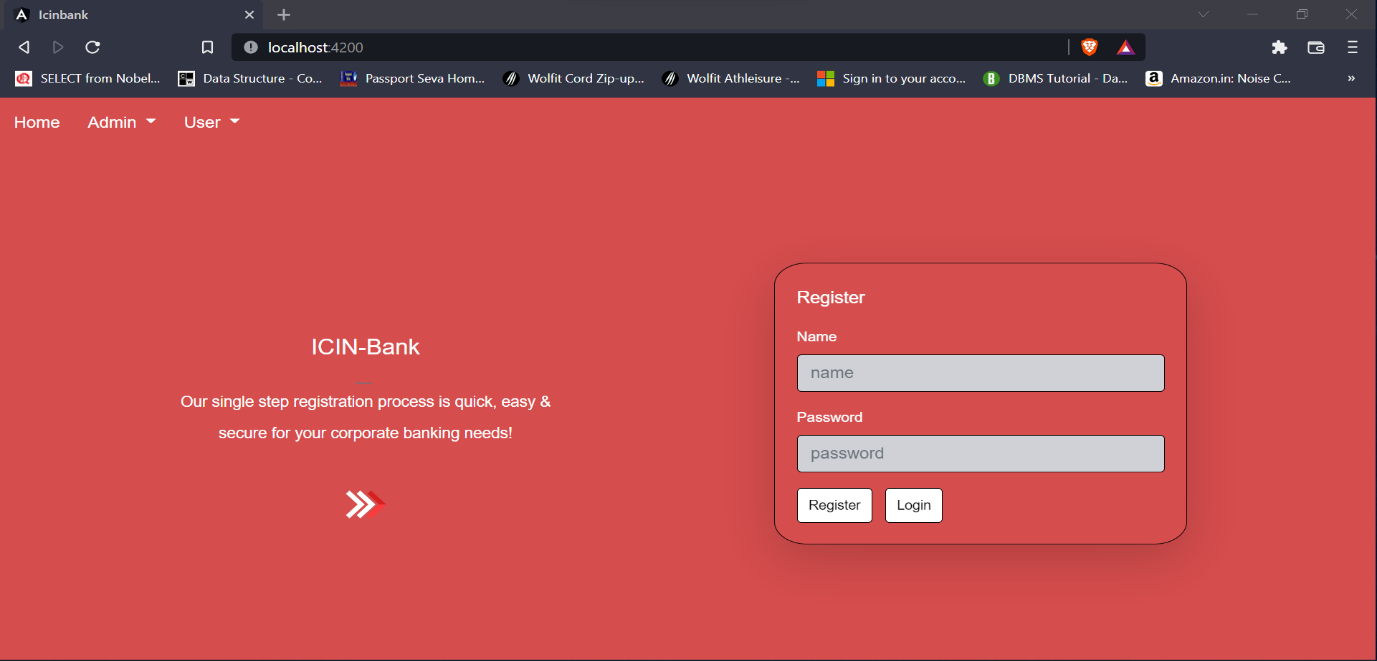 Icinbank
localhost:4200
SELECT from Nobel... Data Structure - Co... Passport Seva Hom... Wolfit Cord Zip-up... Wolfit Athleisure -... Sign in to your acco... DBMS Tutorial - Da... Amazon.in: Noise C... »
Home Admin User
Register
Name
ICIN-Bank
name
Our single step registration process is quick, easy &
secure for your corporate banking needs!
Password
password
Register Login